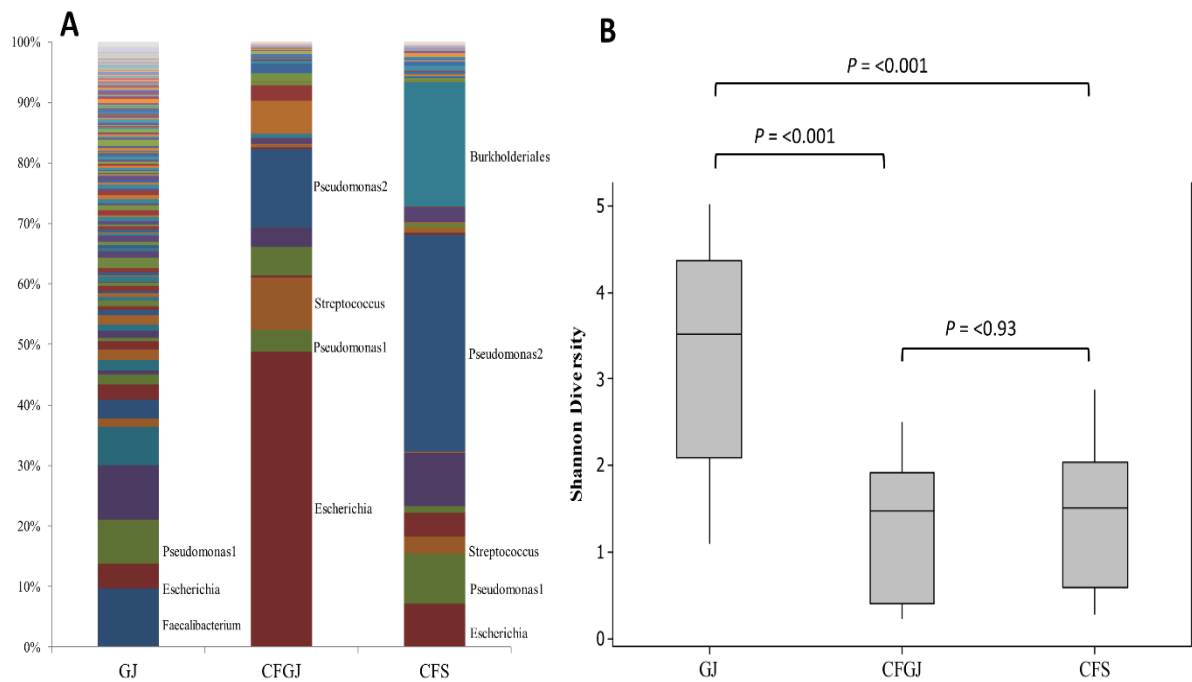 A
100%
90%
80%
70%
60%
50%
40%
30%
20%
10%
0%
Pseudomonas1
Escherichia
Faecalibacterium
Pseudomonas2
Strcptococcus
Pseudomonas1
Escherichia
Burkholderiales
Pseudomonas2
Streptococcus
Pseudomonas1
Escherichia
GJ
CFGJ
CFS
B
P = <0.001
P = <0.001
P = <0.93
Shannon Diversity
5
4
3
2
1
0
GJ
CFGJ
CFS